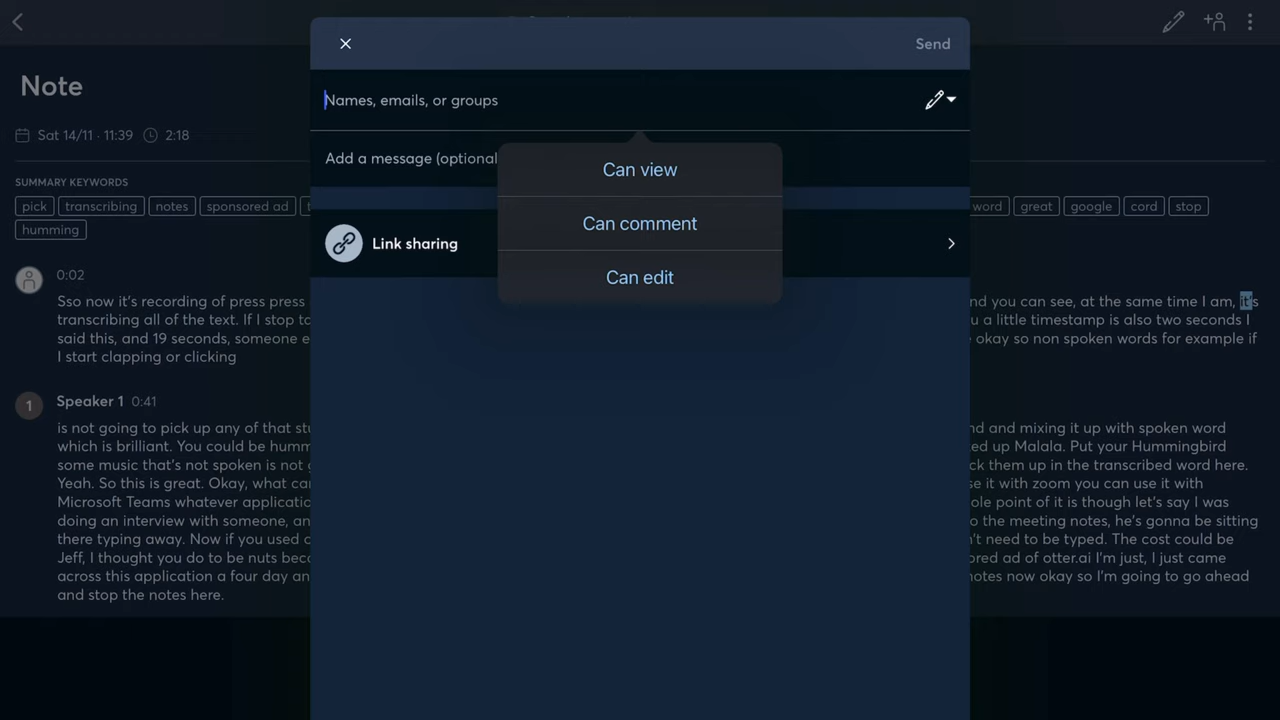 Send
Note
Names, emails, or groups
Sat 14/11 · 11:39 2:18
Add a message (optional
Can view
Can comment
Can edit
Link sharing
SUMMARY KEYWORDS
pick transcribing notes sponsored ad word great google cord stop
humming
0:02
Sso now it's recording of press press nd you can see, at the same time I am, it's
transcribing all of the text. If I stop ta u a little timestamp is also two seconds I
said this, and 19 seconds, someone e okay so non spoken words for example if
I start clapping or clicking
1 Speaker 1 0:41
is not going to pick up any of that stu nd and mixing it up with spoken word
which is brilliant. You could be humm ed up Malala. Put your Hummingbird
some music that's not spoken is not g ck them up in the transcribed word here.
Yeah. So this is great. Okay, what can se it with zoom you can use it with
Microsoft Teams whatever applicatio ole point of it is though let's say I was
doing an interview with someone, an o the meeting notes, he's gonna be sitting
there typing away. Now if you used o n't need to be typed. The cost could be
Jeff, I thought you do to be nuts beca ored ad of otter.ai I'm just, I just came
across this application a four day an notes now okay so I'm going to go ahead
and stop the notes here.